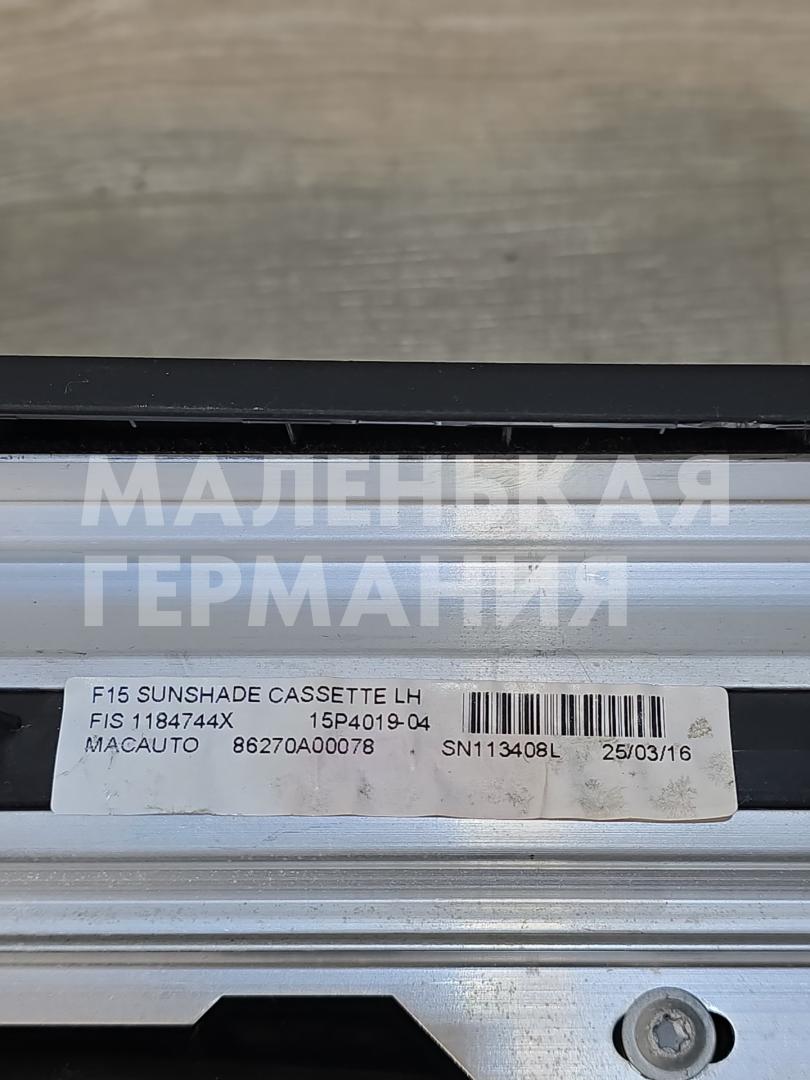 МАЛЕНЬКАЯ
ГЕРМАНИЯ
F15 SUNSHADE CASSETTE LH
FIS 1184744X 15P4019-04
MACAUTO 86270A00078 SN113408L 25/03/16